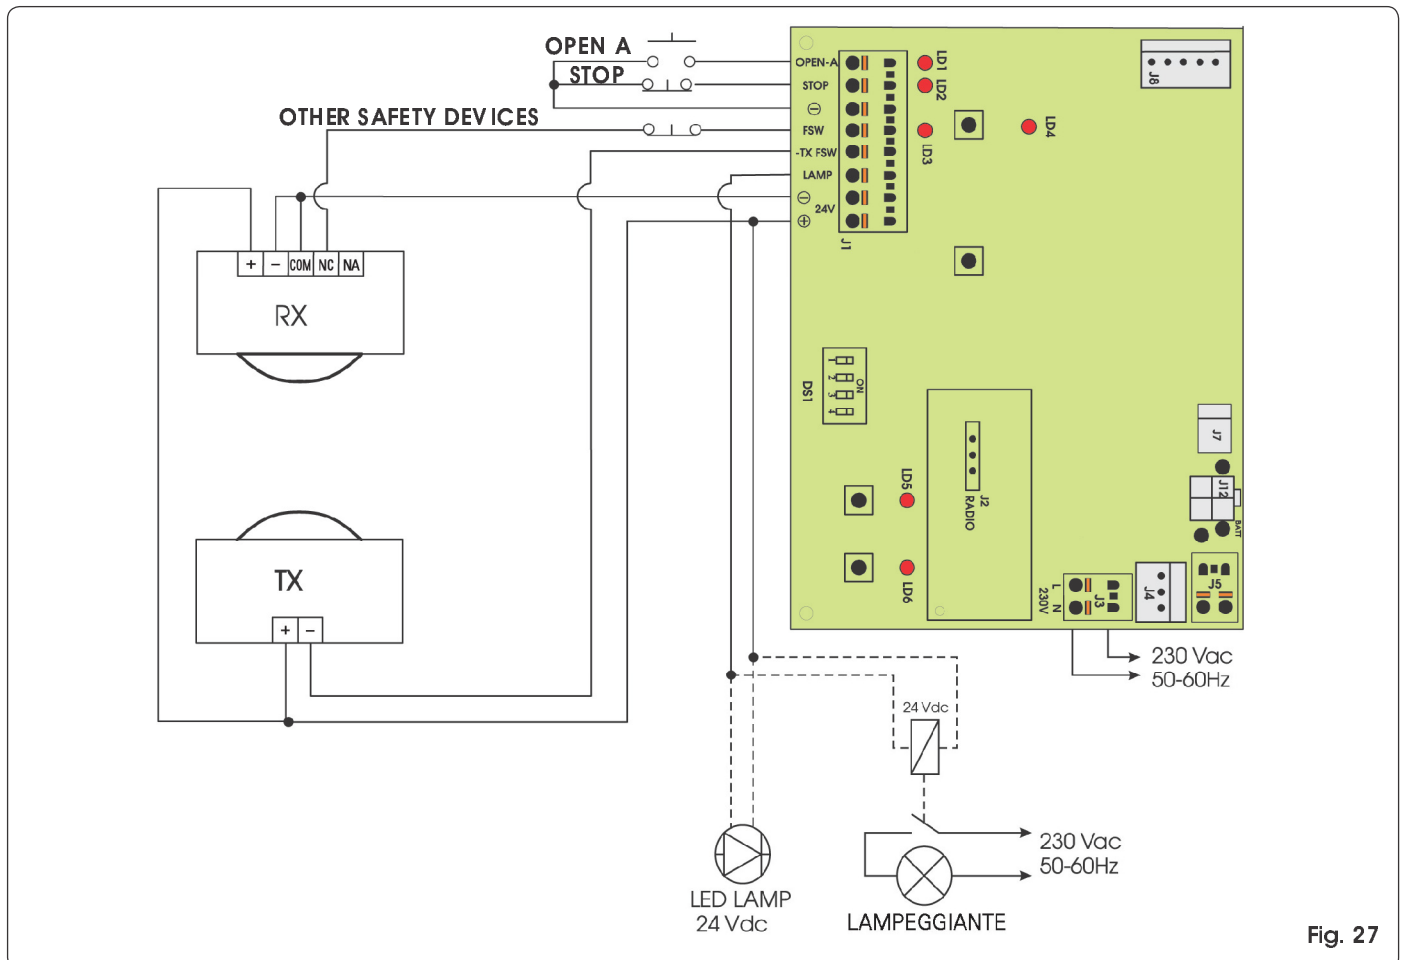 OPEN A
STOP
OTHER SAFETY DEVICES
OPEN-A
STOP
⊖
FSW
-TX FSW
LAMP
⊖
24V
⊕
J1
LD1
LD2
LD3
LD4
J8
+ − COM NC NA
RX
TX
+ −
DS1
1
2
3
4
ON
LD5
LD6
J2
RADIO
J7
J12
BATT
J5
J4
J3
L
N
230V
230 Vac
50-60Hz
24 Vdc
230 Vac
50-60Hz
LED LAMP
24 Vdc
LAMPEGGIANTE
Fig. 27